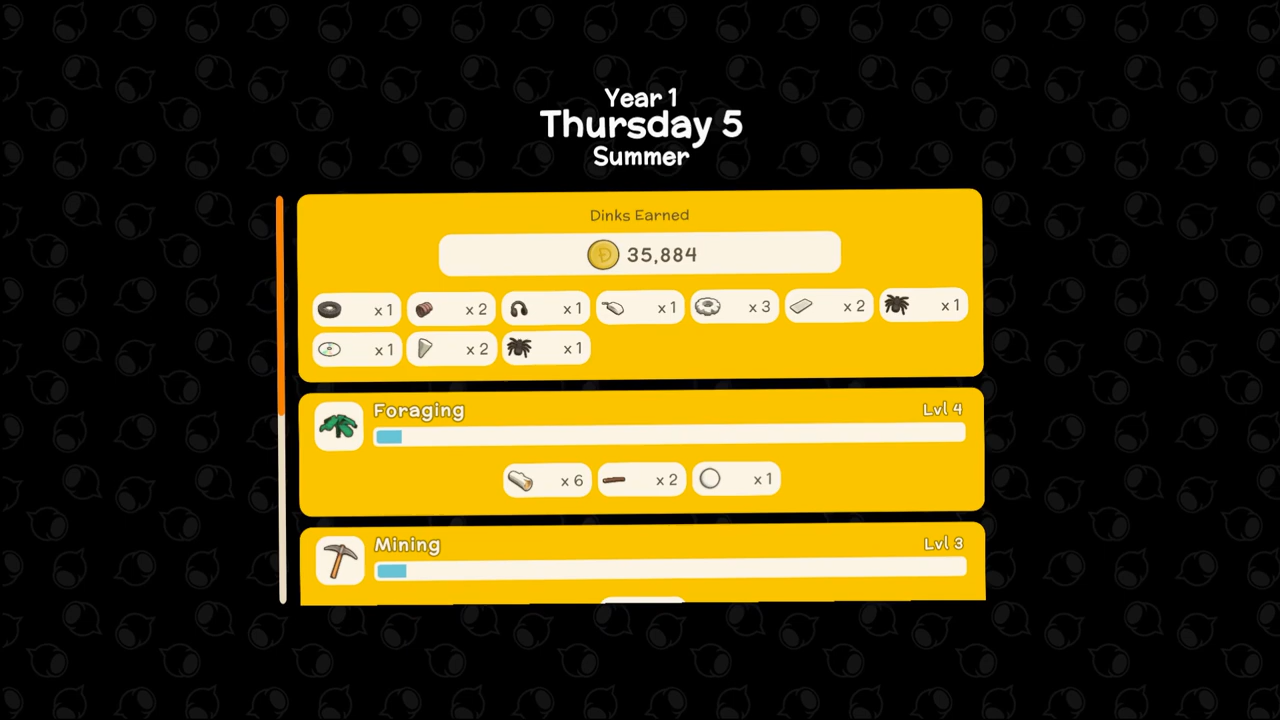 Year 1
Thursday 5
Summer
Dinks Earned
35,884
x 1 x 2 x 1 x 1 x 3 x 2 x 1
x 1 x 2 x 1
Foraging Lvl 4
x 6 x 2 x 1
Mining Lvl 3